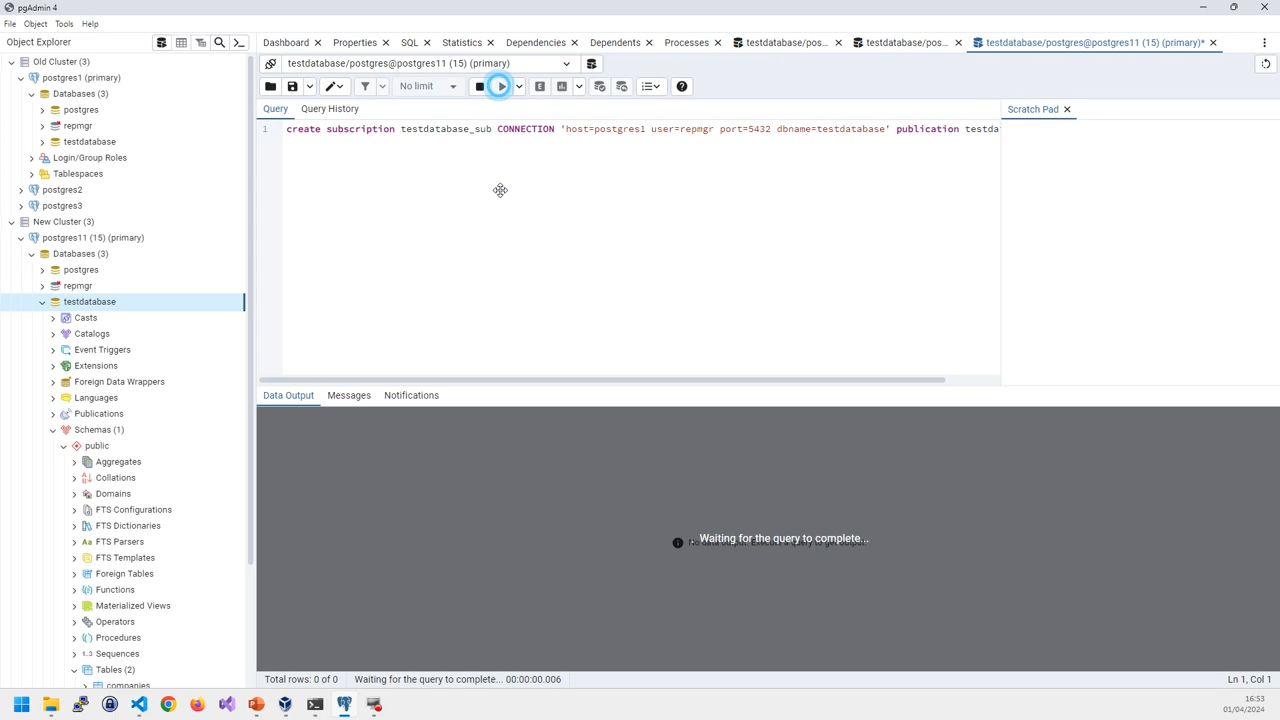 pgAdmin 4
File Object Tools Help
Object Explorer
Dashboard Properties SQL Statistics Dependencies Dependents Processes testdatabase/pos... testdatabase/pos... testdatabase/postgres@postgres11 (15) (primary)*
testdatabase/postgres@postgres11 (15) (primary)
No limit
E
Query Query History
Scratch Pad
1 create subscription testdatabase_sub CONNECTION 'host=postgres1 user=repmgr port=5432 dbname=testdatabase' publication testda
Old Cluster (3)
postgres1 (primary)
Databases (3)
postgres
repmgr
testdatabase
Login/Group Roles
Tablespaces
postgres2
postgres3
New Cluster (3)
postgres11 (15) (primary)
Databases (3)
postgres
repmgr
testdatabase
Casts
Catalogs
Event Triggers
Extensions
Foreign Data Wrappers
Languages
Publications
Schemas (1)
public
Aggregates
Collations
Domains
FTS Configurations
FTS Dictionaries
Aa FTS Parsers
FTS Templates
Foreign Tables
Functions
Materialized Views
Operators
Procedures
1..3 Sequences
Tables (2)
companies
Data Output Messages Notifications
Waiting for the query to complete...
Total rows: 0 of 0 Waiting for the query to complete... 00:00:00.006
Ln 1, Col 1
16:53
01/04/2024